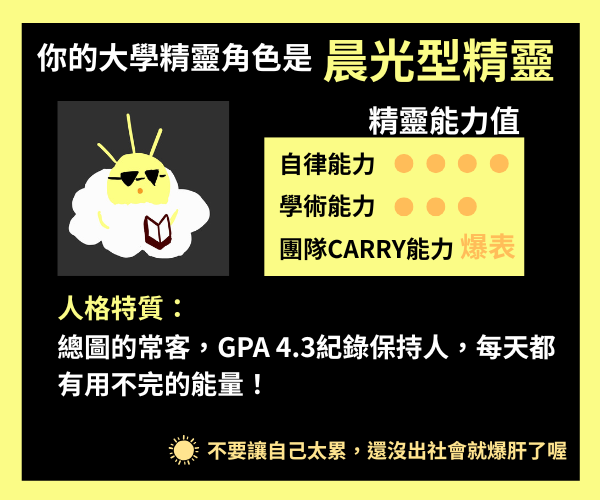 你的大學精靈角色是 晨光型精靈
精靈能力值
自律能力
學術能力
團隊CARRY能力 爆表
人格特質：
總圖的常客，GPA 4.3紀錄保持人，每天都
有用不完的能量！
不要讓自己太累，還沒出社會就爆肝了喔